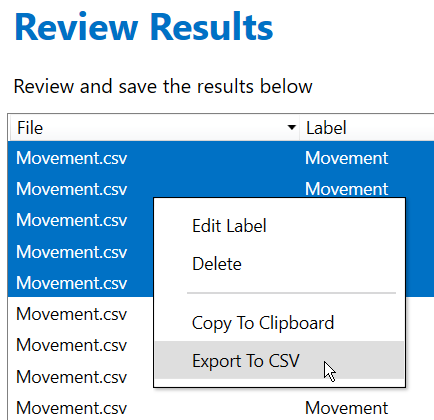 Review Results
Review and save the results below
File Label
Movement.csv Movement
Movement.csv Movement
Movement.csv
Edit Label
Movement.csv
Delete
Movement.csv
Movement.csv
Copy To Clipboard
Movement.csv
Export To CSV
Movement.csv
Movement.csv Movement